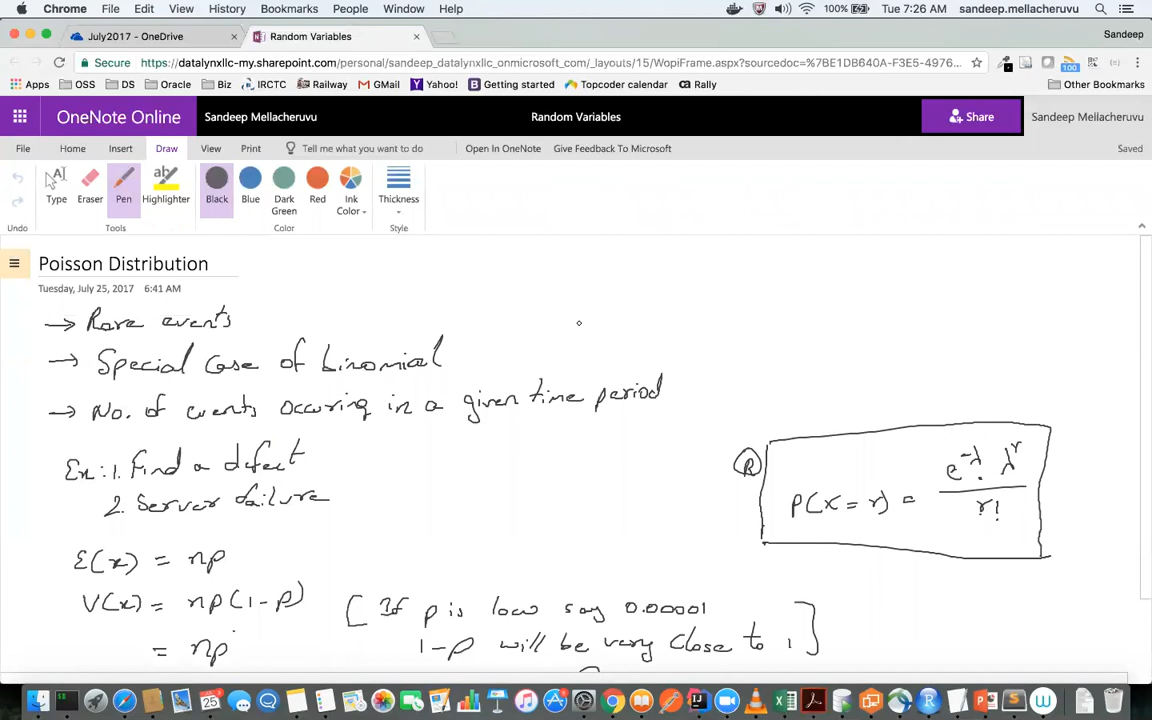 Chrome File Edit View History Bookmarks People Window Help 100% Tue 7:26 AM sandeep.mellacheruvu
July2017 - OneDrive × Random Variables × Sandeep
Secure https://datalynxllc-my.sharepoint.com/personal/sandeep_datalynxllc_onmicrosoft_com/_layouts/15/WopiFrame.aspx?sourcedoc=%7BE1DB640A-F3E5-4976... 100
Apps OSS DS Oracle Biz IRCTC Railway GMail Yahoo! Getting started Topcoder calendar Rally Other Bookmarks
OneNote Online Sandeep Mellacheruvu Random Variables Share Sandeep Mellacheruvu
File Home Insert Draw View Print Tell me what you want to do Open In OneNote Give Feedback To Microsoft Saved
Type Eraser Pen Highlighter Black Blue Dark Green Red Ink Color Thickness
Undo Tools Color Style
Poisson Distribution
Tuesday, July 25, 2017 6:41 AM
→ Rare events
→ Special Case of binomial
→ No. of events occuring in a given time period
Ex: 1. Find a defect
2. Server failure
R P(X = r) = e^-λ . λ^r / r!
E(x) = np
V(x) = np(1-p) [If p is low say 0.00001
= np 1-p will be very close to 1]
25